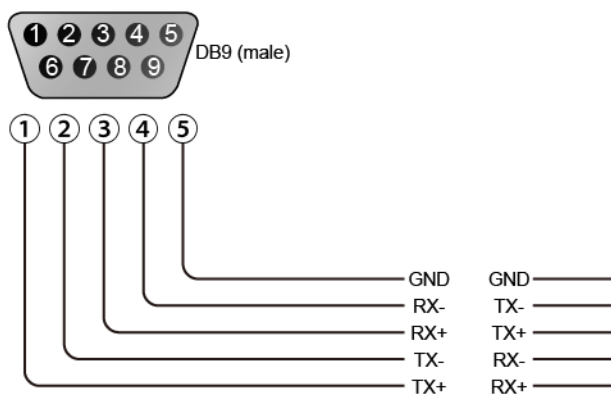 1 2 3 4 5
6 7 8 9
DB9 (male)
1 2 3 4 5
GND GND
RX- TX-
RX+ TX+
TX- RX-
TX+ RX+